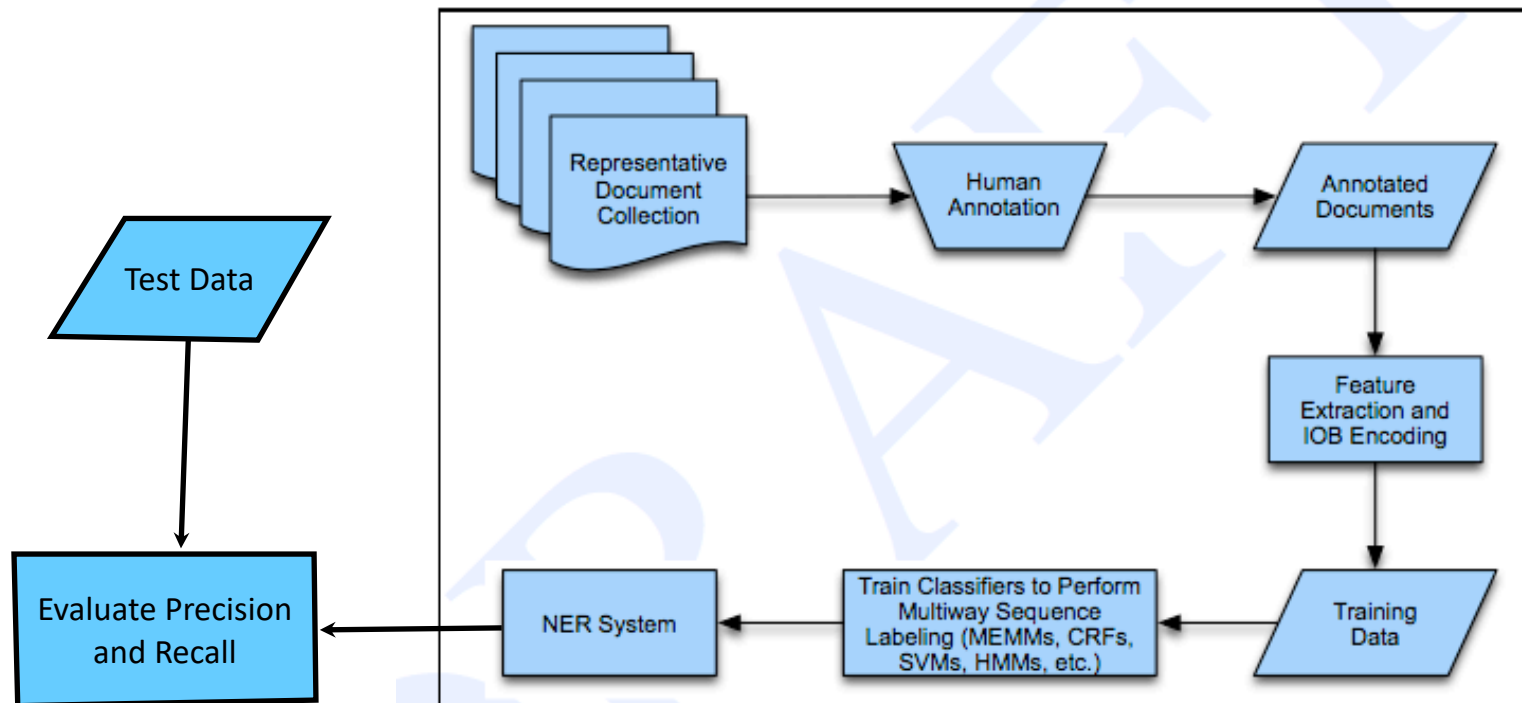 Representative
Document
Collection
Human
Annotation
Annotated
Documents
Test Data
Feature
Extraction and
IOB Encoding
Evaluate Precision
and Recall
NER System
Train Classifiers to Perform
Multiway Sequence
Labeling (MEMMs, CRFs,
SVMs, HMMs, etc.)
Training
Data